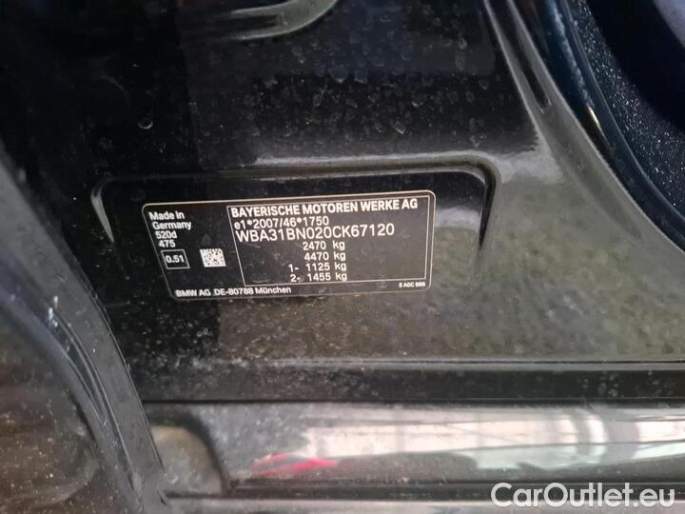 BAYERISCHE MOTOREN WERKE AG
e1*2007/46*1750
WBA31BN020CK67120
2470 kg
4470 kg
1- 1125 kg
2- 1455 kg
Made in
Germany
520d
475
0.51
BMW AG ,DE-80788 München
CarOutlet.eu